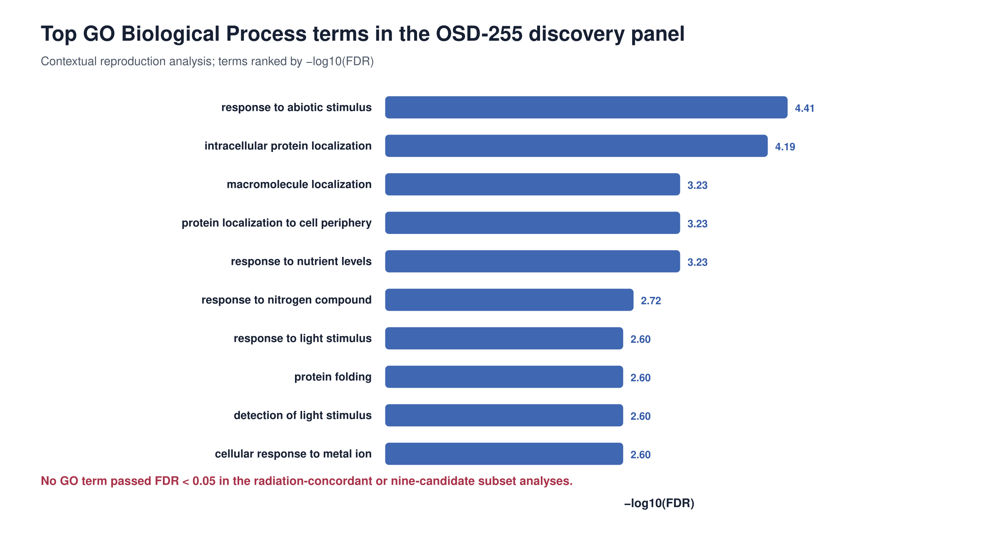 Top GO Biological Process terms in the OSD-255 discovery panel
Contextual reproduction analysis; terms ranked by –log10(FDR)
response to abiotic stimulus 4.41
intracellular protein localization 4.19
macromolecule localization 3.23
protein localization to cell periphery 3.23
response to nutrient levels 3.23
response to nitrogen compound 2.72
response to light stimulus 2.60
protein folding 2.60
detection of light stimulus 2.60
cellular response to metal ion 2.60
No GO term passed FDR < 0.05 in the radiation-concordant or nine-candidate subset analyses.
–log10(FDR)